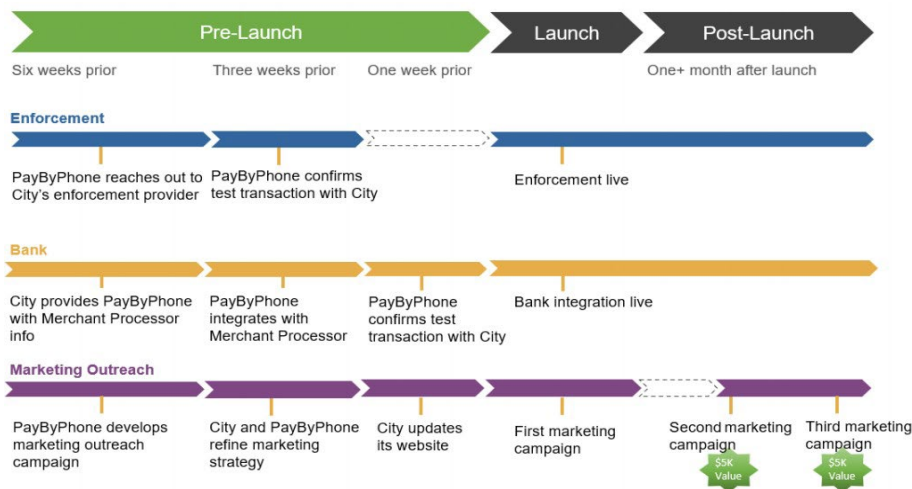 Pre-Launch
Launch
Post-Launch
Six weeks prior
Three weeks prior
One week prior
One+ month after launch
Enforcement
PayByPhone reaches out to
City's enforcement provider
PayByPhone confirms
test transaction with City
Enforcement live
Bank
City provides PayByPhone
with Merchant Processor
info
PayByPhone
integrates with
Merchant Processor
PayByPhone
confirms test
transaction with City
Bank integration live
Marketing Outreach
PayByPhone develops
marketing outreach
campaign
City and PayByPhone
refine marketing
strategy
City updates
its website
First marketing
campaign
Second marketing
campaign
$5K
Value
Third marketing
campaign
$5K
Value